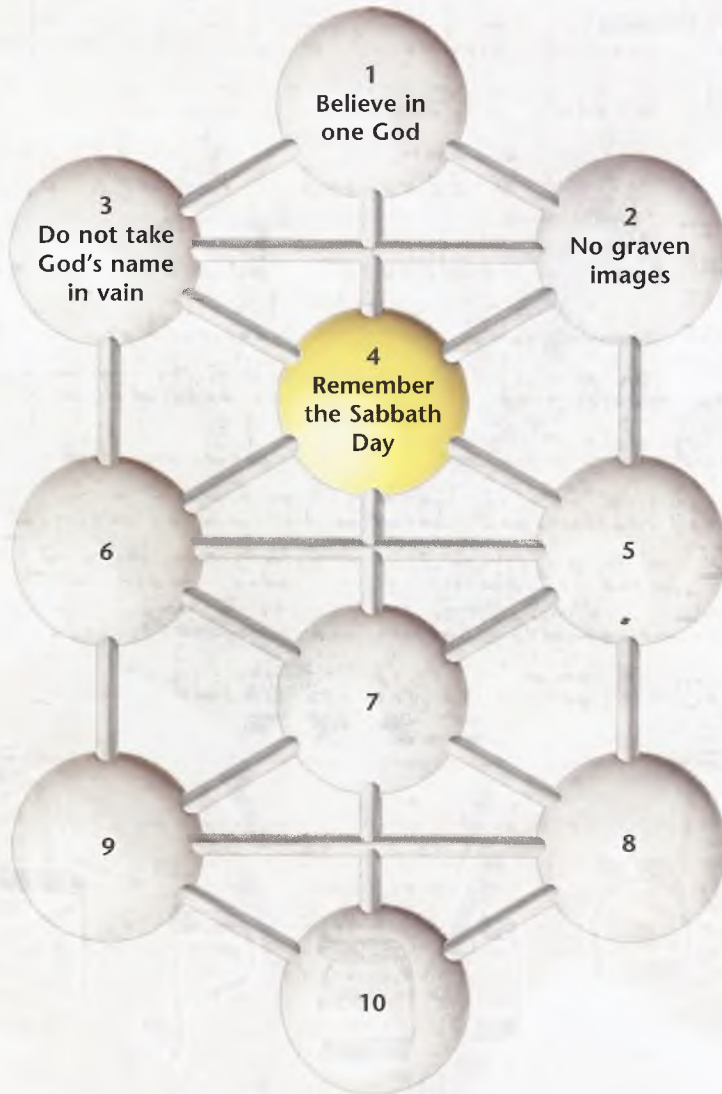 1
Believe in
one God
3
Do not take
God's name
in vain
2
No graven
images
4
Remember
the Sabbath
Day
6
5
7
9
8
10